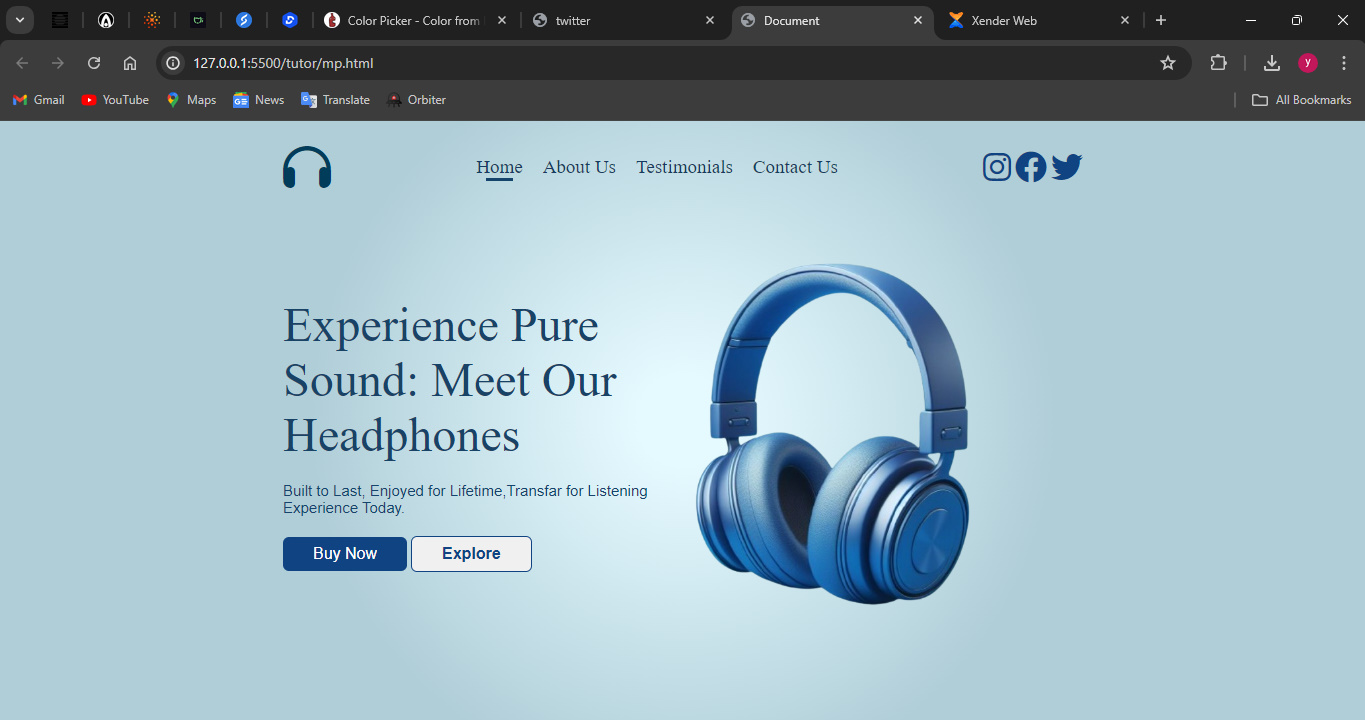 Color Picker - Color from
twitter
Document
Xender Web
127.0.0.1:5500/tutor/mp.html
y
Gmail
YouTube
Maps
News
Translate
Orbiter
All Bookmarks
Home
About Us
Testimonials
Contact Us
Experience Pure
Sound: Meet Our
Headphones
Built to Last, Enjoyed for Lifetime,Transfar for Listening
Experience Today.
Buy Now
Explore